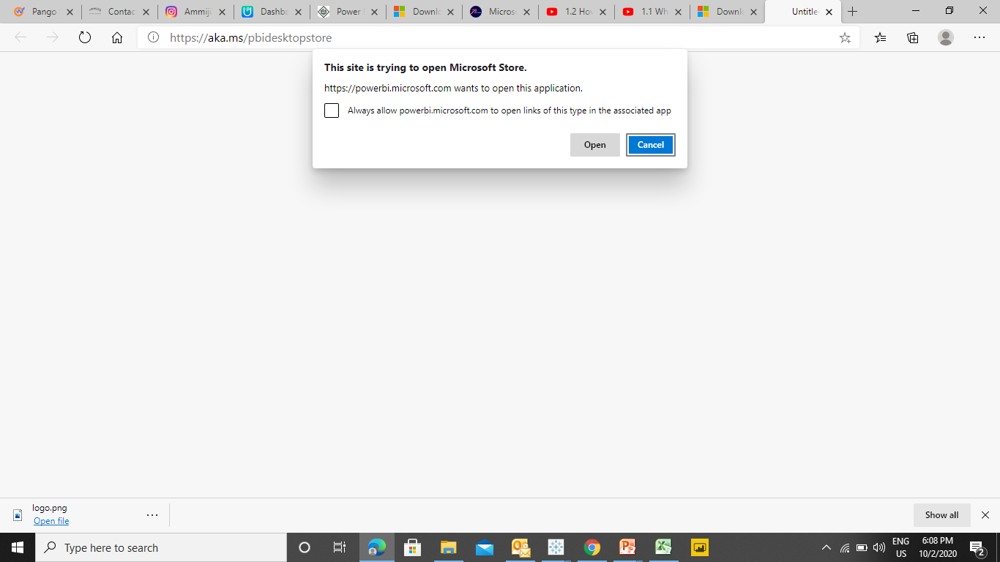 Pango
Contac
Ammiji
Dashbo
Power
Downlo
Micros
1.2 Ho
1.1 Wh
Downlo
Untitle
https://aka.ms/pbidesktopstore
This site is trying to open Microsoft Store.
https://powerbi.microsoft.com wants to open this application.
Always allow powerbi.microsoft.com to open links of this type in the associated app
Open
Cancel
logo.png
Open file
Show all
Type here to search
ENG
US
6:08 PM
10/2/2020
2